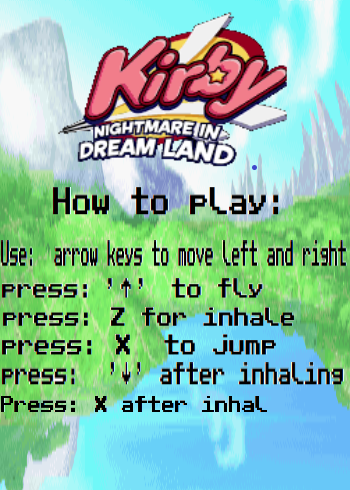 Kirby
NIGHTMARE IN
DREAM LAND
How to play:
Use: arrow keys to move left and right
press: '↑' to fly
press: Z for inhale
press: X to jump
press: '↓' after inhaling
Press: X after inhal